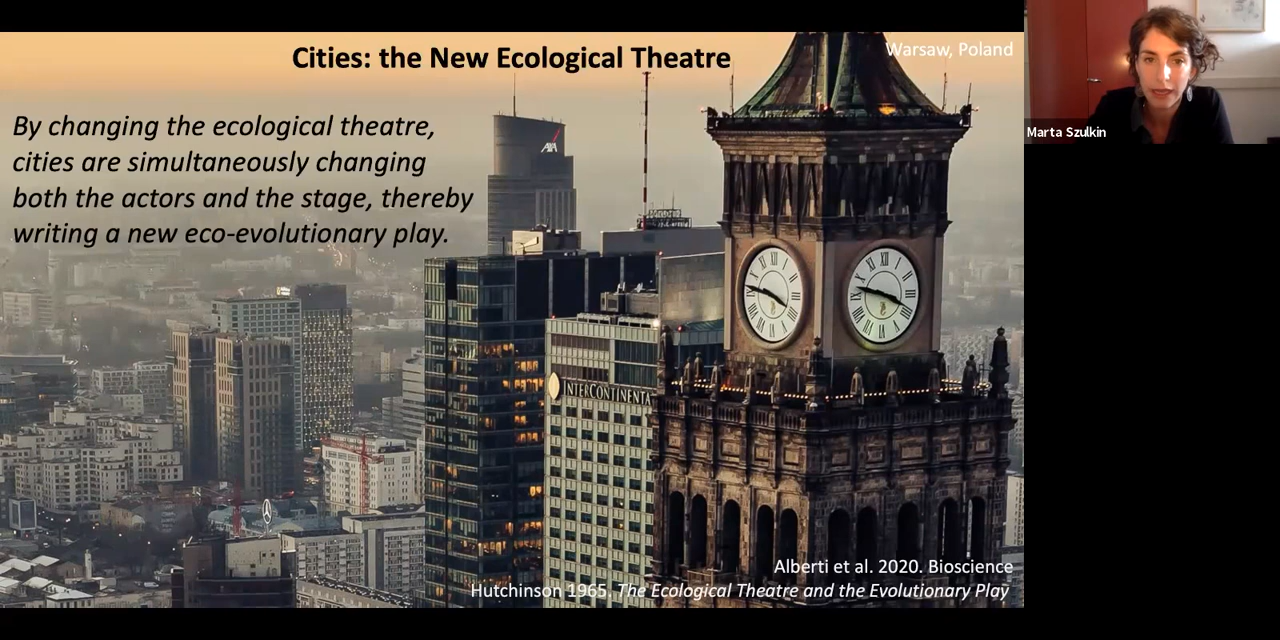 Cities: the New Ecological Theatre
Warsaw, Poland
By changing the ecological theatre,
cities are simultaneously changing
both the actors and the stage, thereby
writing a new eco-evolutionary play.
AXA
INTERCONTINENTA
Marta Szulkin
Alberti et al. 2020. Bioscience
Hutchinson 1965. The Ecological Theatre and the Evolutionary Play